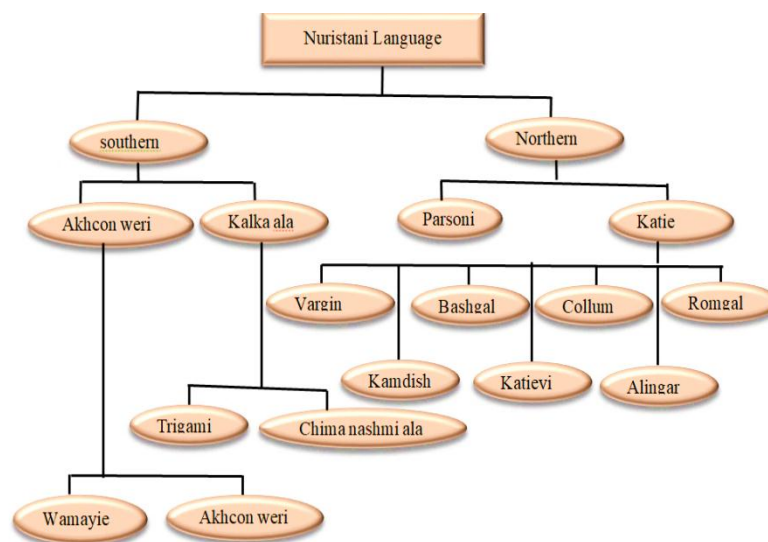 Nuristani Language
southern
Northern
Akhcon weri
Kalka ala
Parsoni
Katie
Vargin
Bashgal
Collum
Romgal
Kamdish
Katievi
Alingar
Trigami
Chima nashmi ala
Wamayie
Akhcon weri